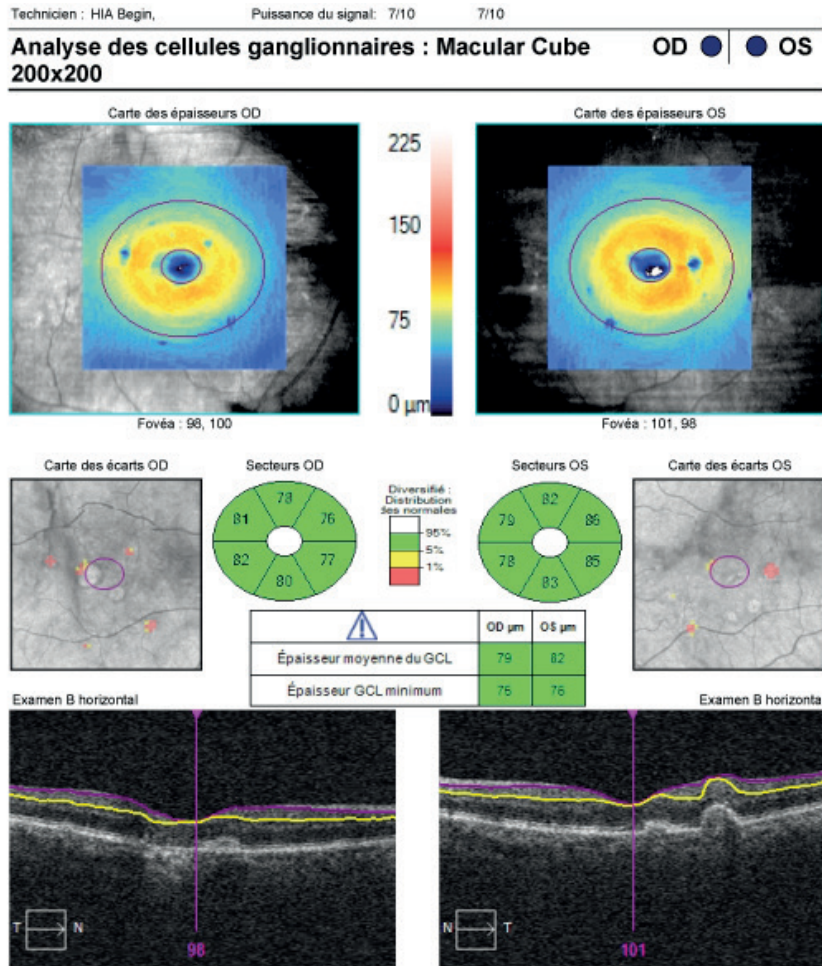 Technicien : HIA Begin, Puissance du signal: 7/10 7/10
Analyse des cellules ganglionnaires : Macular Cube 200x200
OD OS
Carte des épaisseurs OD
Carte des épaisseurs OS
225
150
75
0 µm
Fovéa : 98, 100
Fovéa : 101, 98
Carte des écarts OD
Secteurs OD
Secteurs OS
Carte des écarts OS
78
81 76
82 77
80
Diversifié :
Distribution
des normales
95%
5%
1%
82
79 86
78 85
83
OD µm OS µm
Épaisseur moyenne du GCL 79 82
Épaisseur GCL minimum 75 76
Examen B horizontal
Examen B horizonta
T N
98
N T
101